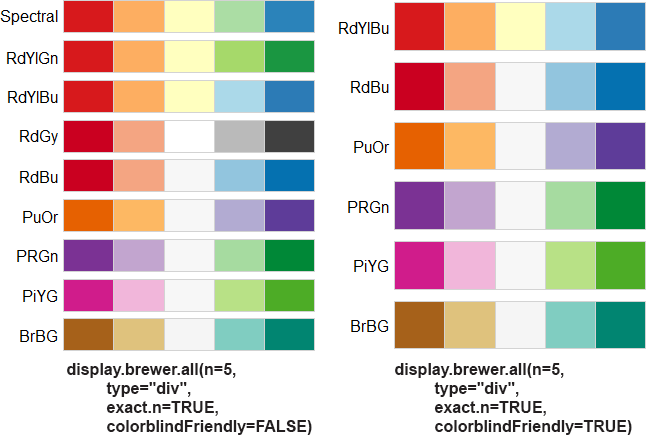 Spectral
RdYlGn
RdYlBu
RdGy
RdBu
PuOr
PRGn
PiYG
BrBG
display.brewer.all(n=5,
type="div",
exact.n=TRUE,
colorblindFriendly=FALSE)
RdYlBu
RdBu
PuOr
PRGn
PiYG
BrBG
display.brewer.all(n=5,
type="div",
exact.n=TRUE,
colorblindFriendly=TRUE)